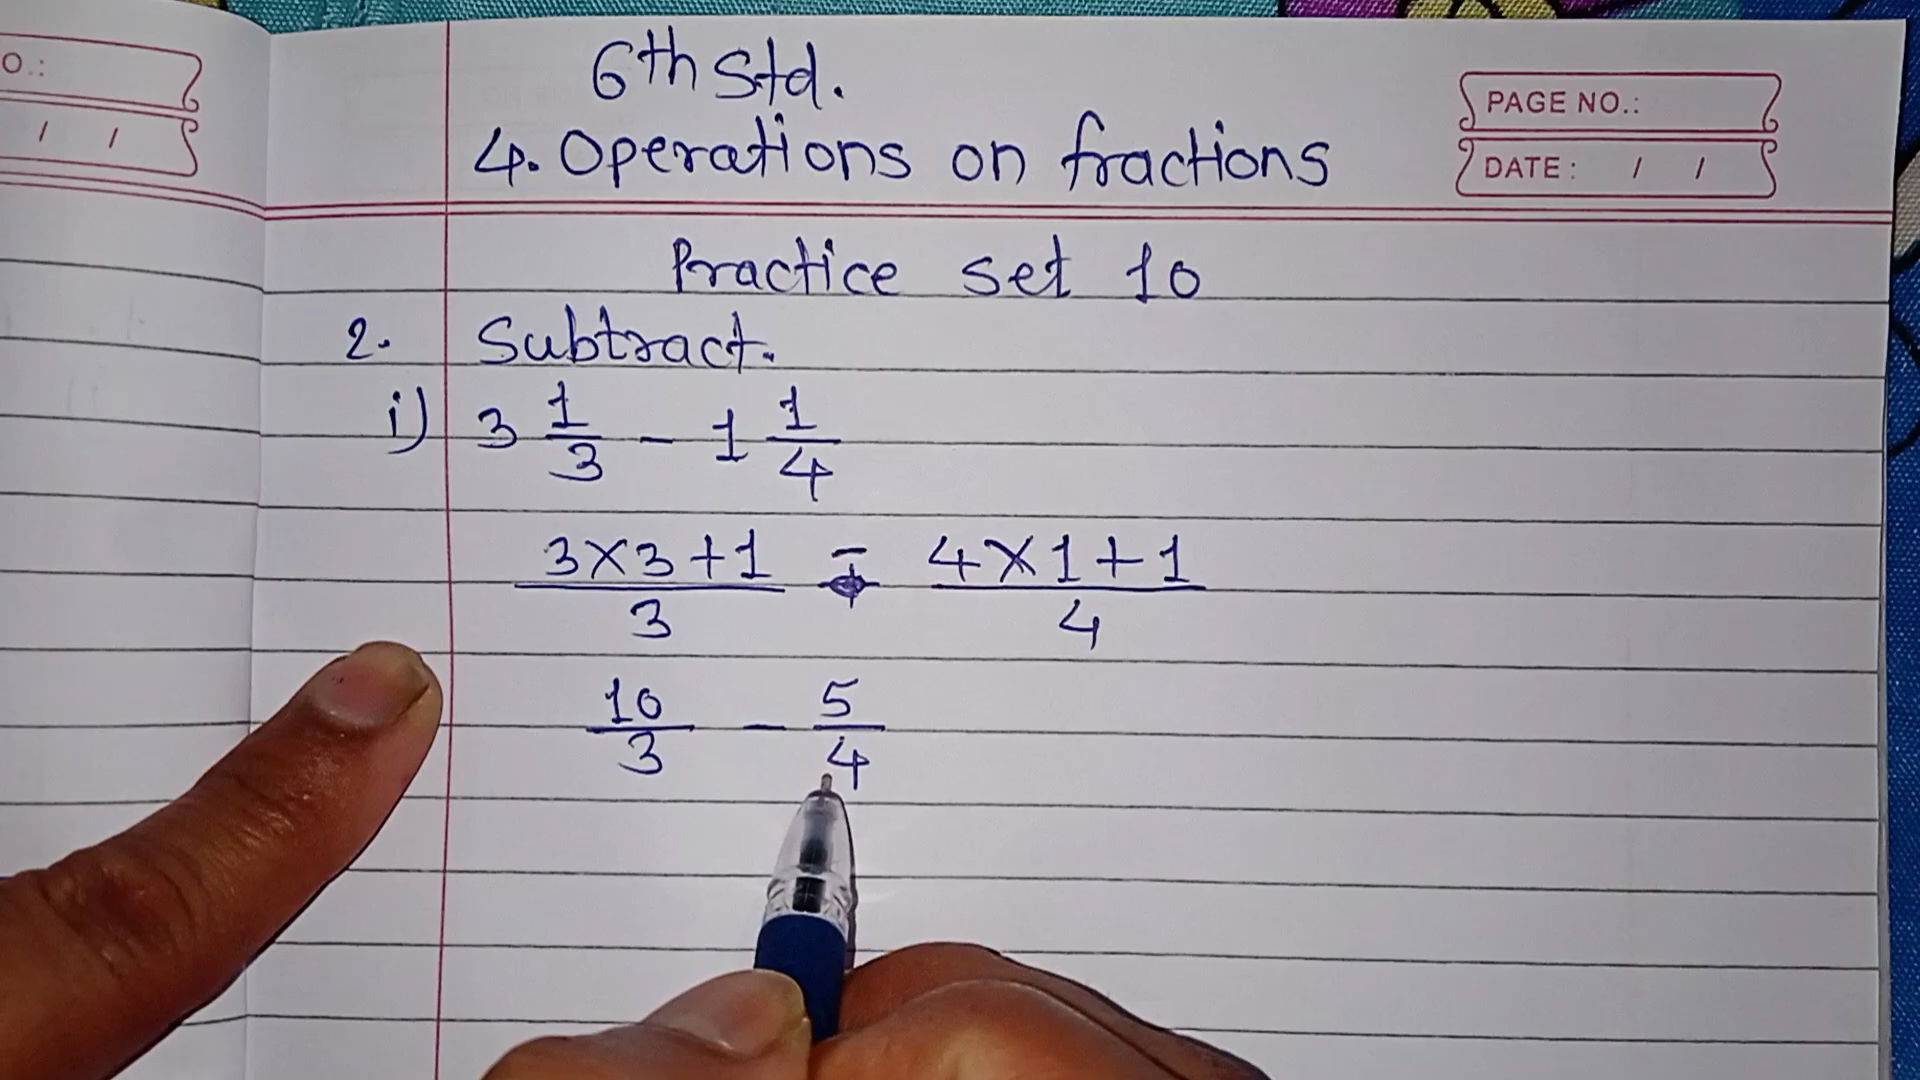 O.:
/ /
6th Std.
4. Operations on fractions
PAGE NO.:
DATE: / /
Practice set 10
2. Subtract.
i) 3 1/3 - 1 1/4
3×3+1/3 - 4×1+1/4
10/3 - 5/4